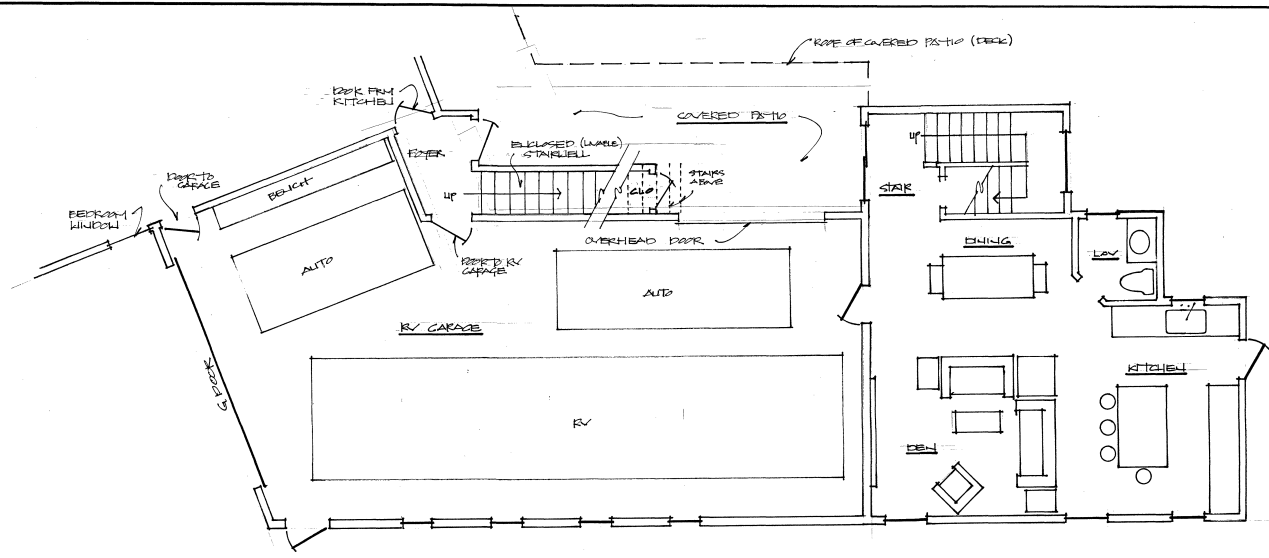 ROOF OF COVERED PATIO (DECK)
DOOR FRM
KITCHEN
COVERED PATIO
ENCLOSED (LIVABLE)
STAIRWELL
FOYER
UP
STAIRS
ABOVE
CLO
UP
STAIR
DOOR TO
GARAGE
BENCH
BEDROOM
WINDOW
UP
OVERHEAD DOOR
DINING
LAV
DOOR TO RV
GARAGE
AUTO
AUTO
RV GARAGE
G. DOOR
KITCHEN
RV
DEN